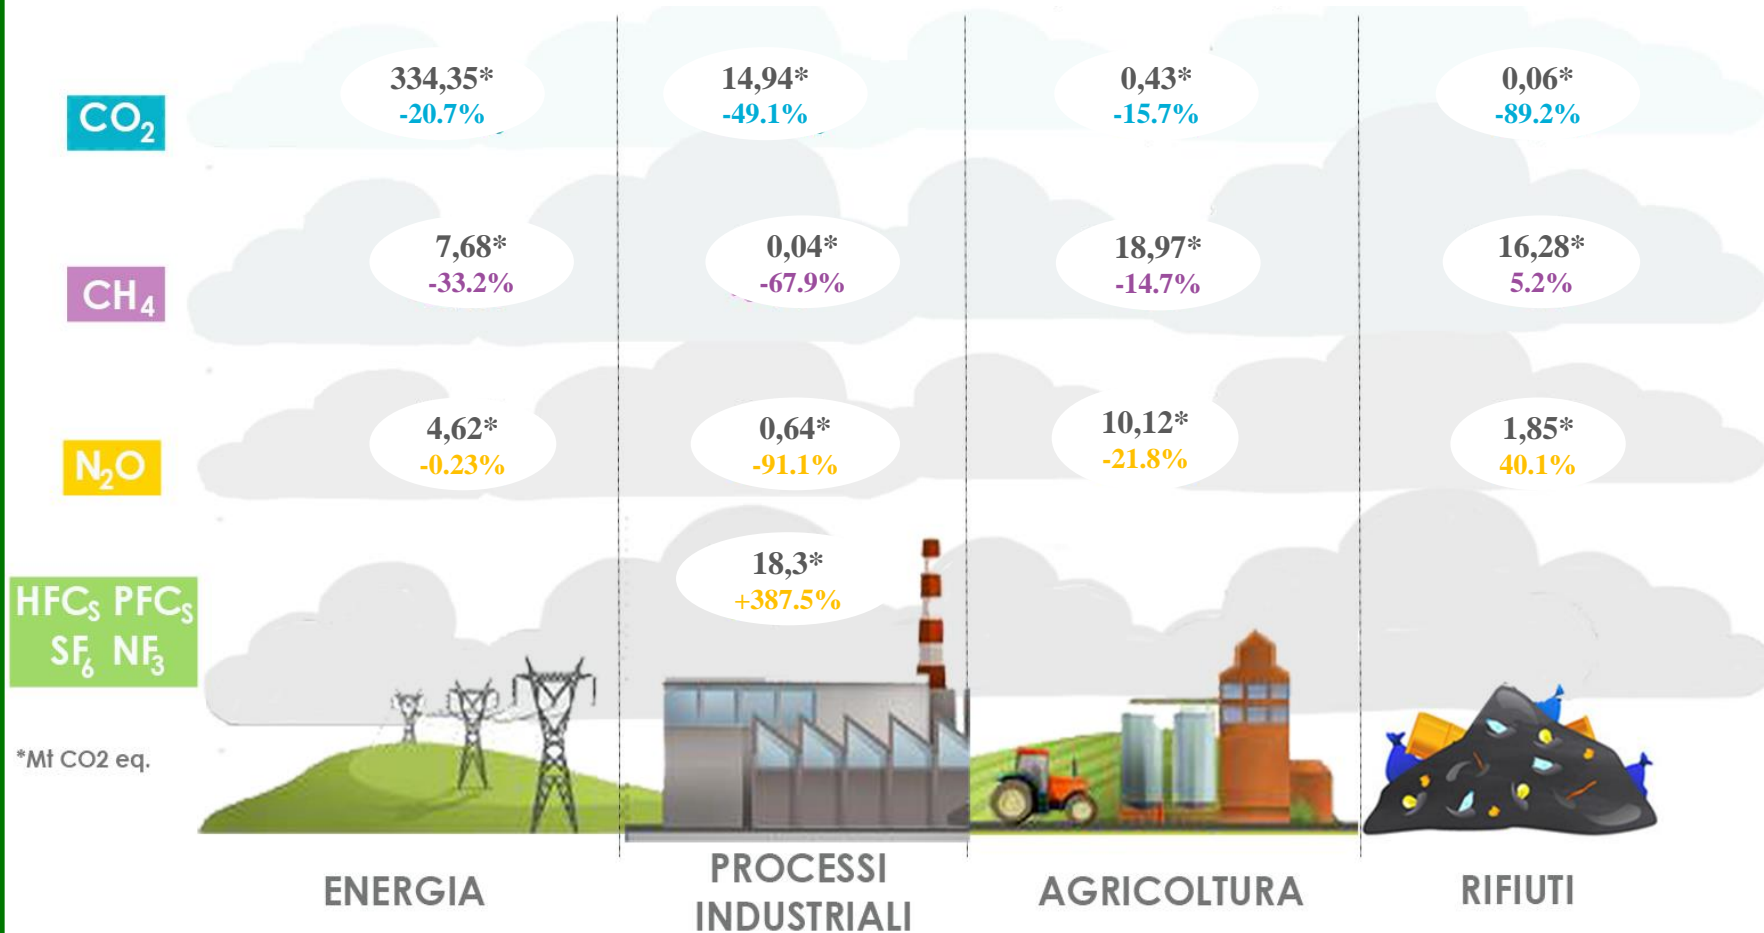 CO2
334,35*
-20.7%
14,94*
-49.1%
0,43*
-15.7%
0,06*
-89.2%
CH4
7,68*
-33.2%
0,04*
-67.9%
18,97*
-14.7%
16,28*
5.2%
N2O
4,62*
-0.23%
0,64*
-91.1%
10,12*
-21.8%
1,85*
40.1%
HFCS PFCS
SF6 NF3
18,3*
+387.5%
*Mt CO2 eq.
ENERGIA
PROCESSI
INDUSTRIALI
AGRICOLTURA
RIFIUTI